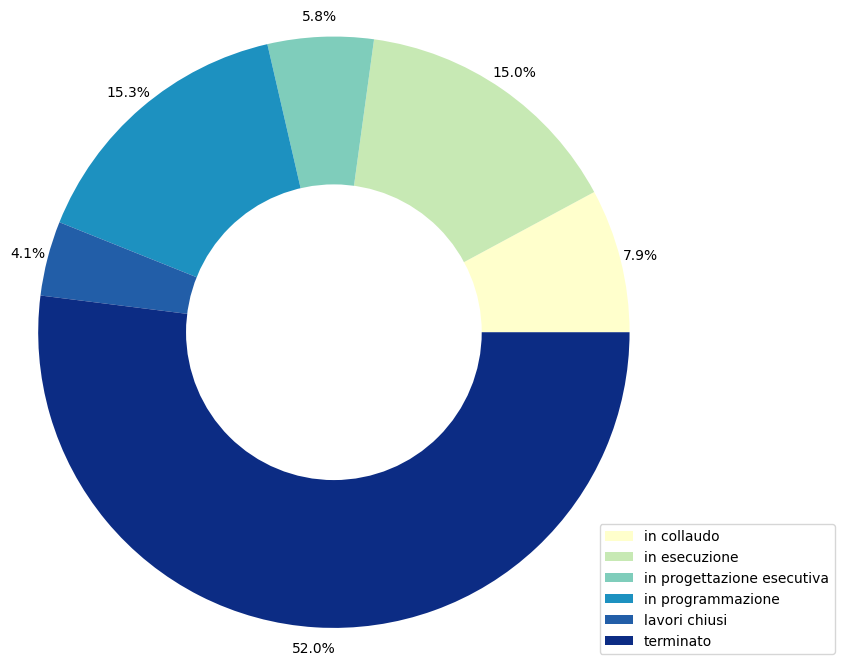 5.8%
15.0%
15.3%
4.1%
7.9%
52.0%
in collaudo
in esecuzione
in progettazione esecutiva
in programmazione
lavori chiusi
terminato